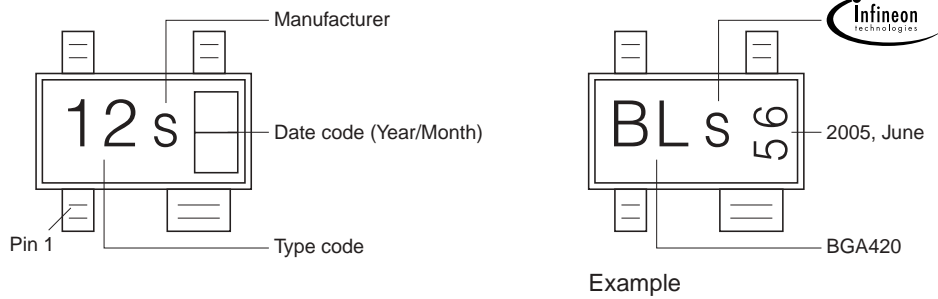 Manufacturer
12 s
Date code (Year/Month)
Pin 1
Type code
Infineon
technologies
BL s 56
2005, June
BGA420
Example